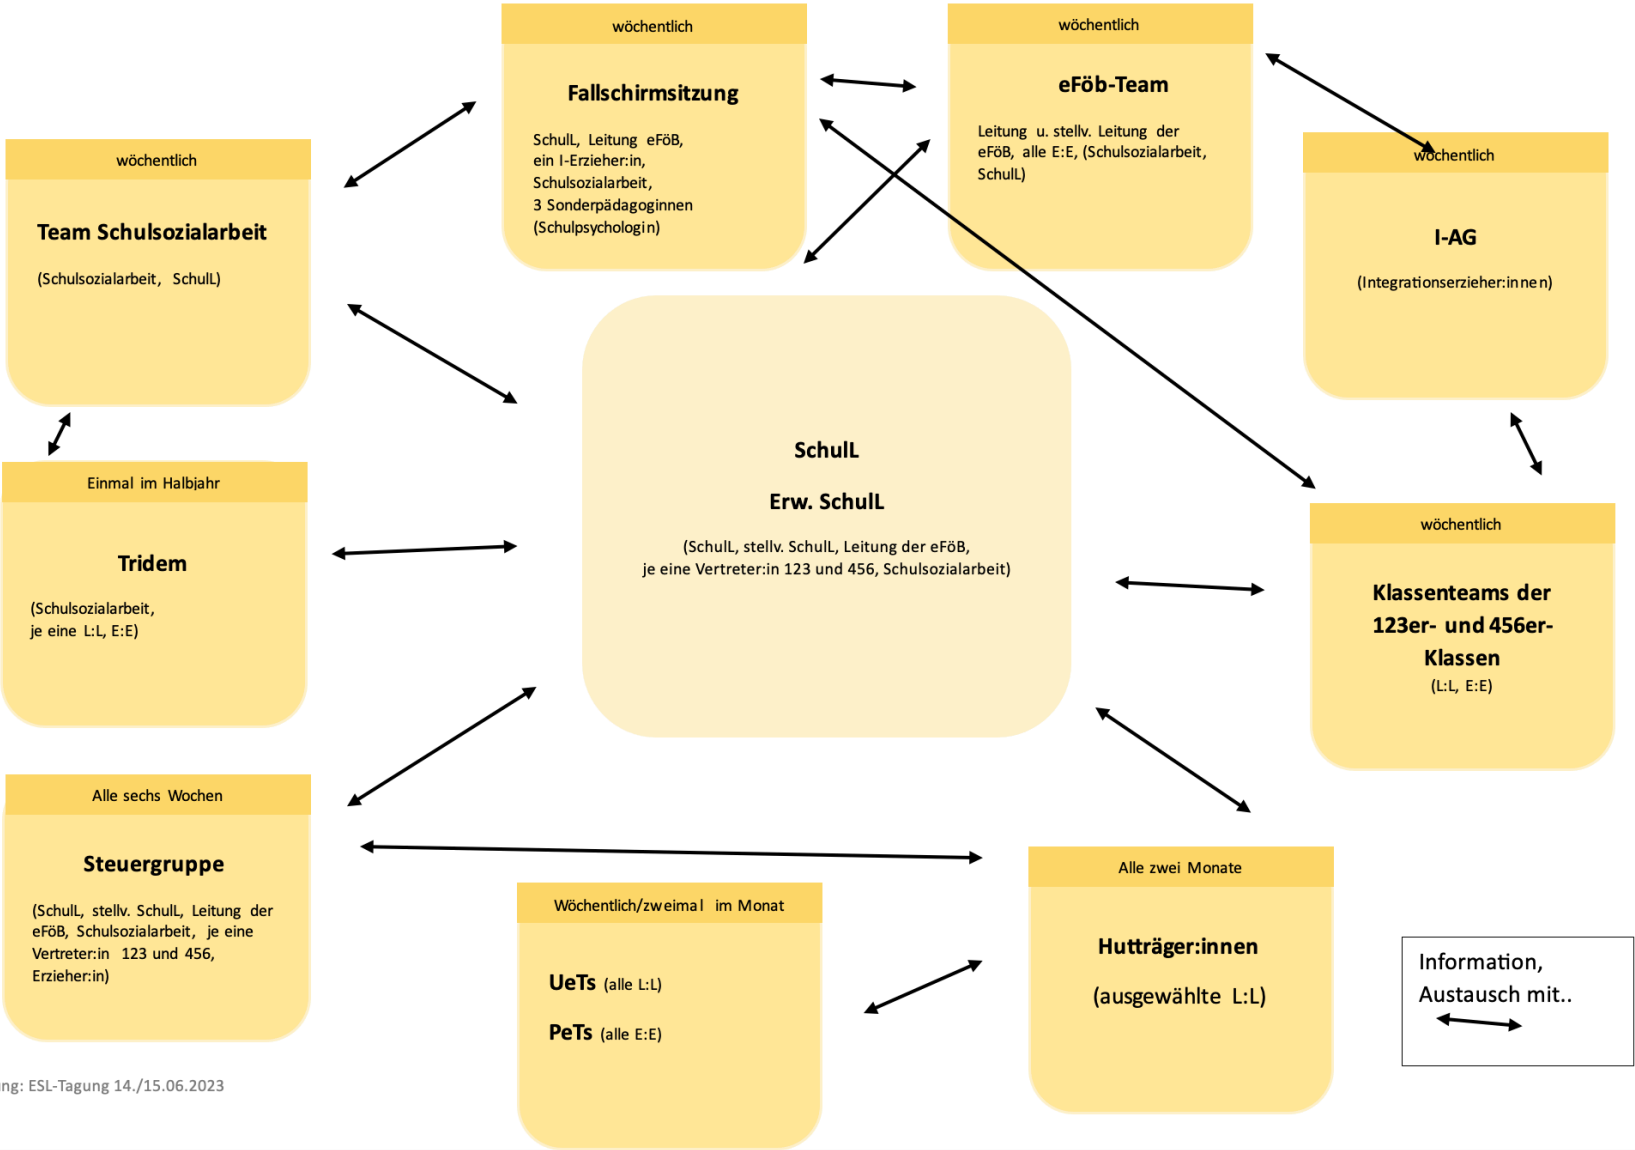 wöchentlich
Fallschirmsitzung
SchulL, Leitung eFöB,
ein I-Erzieher:in,
Schulsozialarbeit,
3 Sonderpädagoginnen
(Schulpsychologin)
wöchentlich
eFöb-Team
Leitung u. stellv. Leitung der
eFöB, alle E:E, (Schulsozialarbeit,
SchulL)
wöchentlich
Team Schulsozialarbeit
(Schulsozialarbeit, SchulL)
wöchentlich
I-AG
(Integrationserzieher:innen)
SchulL
Erw. SchulL
(SchulL, stellv. SchulL, Leitung der eFöB,
je eine Vertreter:in 123 und 456, Schulsozialarbeit)
Einmal im Halbjahr
Tridem
(Schulsozialarbeit,
je eine L:L, E:E)
wöchentlich
Klassenteams der
123er- und 456er-
Klassen
(L:L, E:E)
Alle sechs Wochen
Steuergruppe
(SchulL, stellv. SchulL, Leitung der
eFöB, Schulsozialarbeit, je eine
Vertreter:in 123 und 456,
Erzieher:in)
Wöchentlich/zweimal im Monat
UeTs (alle L:L)
PeTs (alle E:E)
Alle zwei Monate
Hutträger:innen
(ausgewählte L:L)
Information,
Austausch mit..
ng: ESL-Tagung 14./15.06.2023